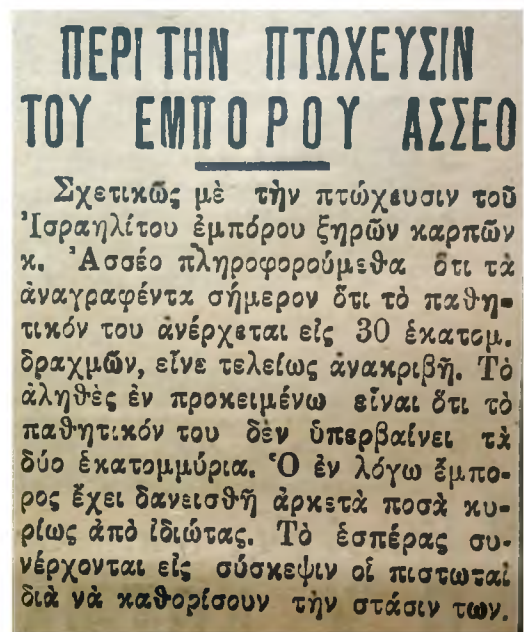 ΠΕΡΙ ΤΗΝ ΠΤΩΧΕΥΣΙΝ
ΤΟΥ ΕΜΠΟΡΟΥ ΑΣΣΕΟ
Σχετικῶς μὲ τὴν πτώχευσιν τοῦ
Ἰσραηλίτου ἐμπόρου ξηρῶν καρπῶν
κ. Ἀσσέο πληροφορούμεθα ὅτι τὰ
ἀναγραφέντα σήμερον ὅτι τὸ παθη-
τικόν του ἀνέρχεται εἰς 30 ἑκατομ.
δραχμῶν, εἶνε τελείως ἀνακριβῆ. Τὸ
ἀληθὲς ἐν προκειμένω εἶναι ὅτι τὸ
παθητικόν του δὲν ὑπερβαίνει τὰ
δύο ἑκατομμύρια. Ὁ ἐν λόγω ἔμπο-
ρος ἔχει δανεισθῆ ἀρκετὰ ποσὰ κυ-
ρίως ἀπὸ ἰδιώτας. Τὸ ἑσπέρας συ-
νέρχονται εἰς σύσκεψιν οἱ πιστωταὶ
διὰ νὰ καθορίσουν τὴν στάσιν των.